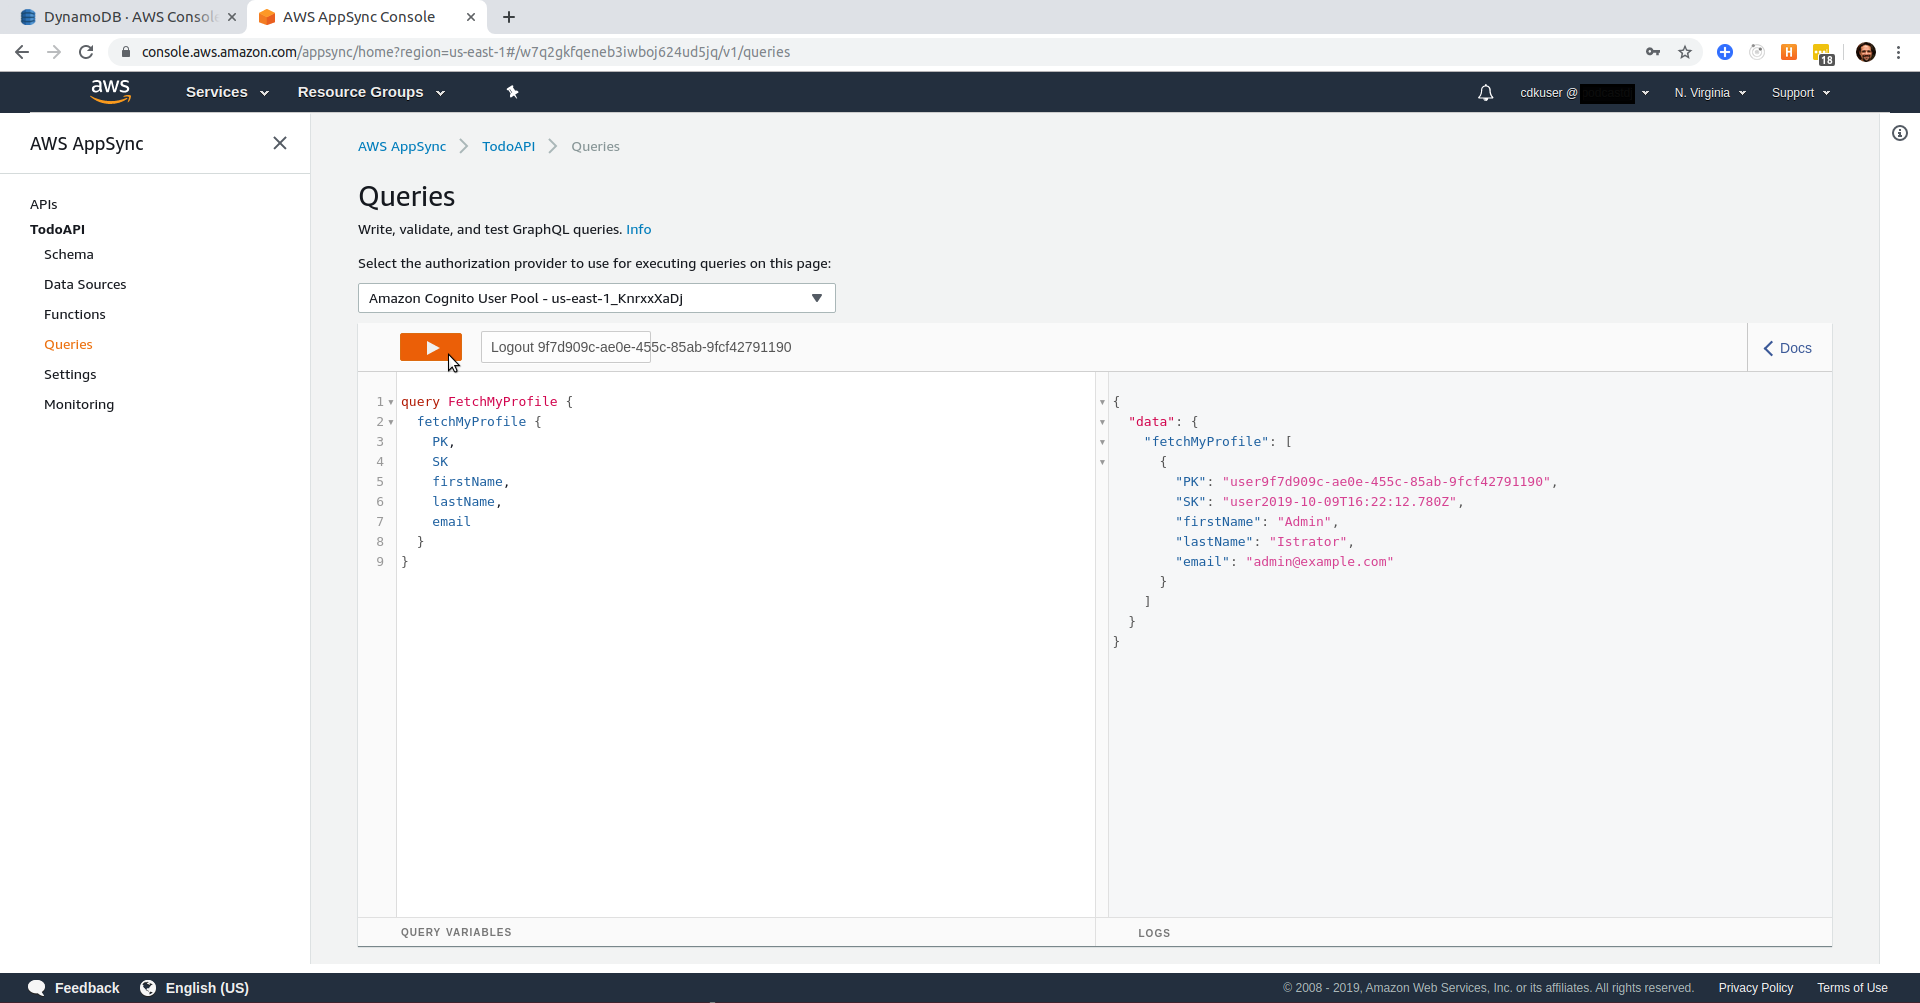 DynamoDB · AWS Consol
AWS AppSync Console
console.aws.amazon.com/appsync/home?region=us-east-1#/w7q2gkfqeneb3iwboj624ud5jq/v1/queries
H
18
aws
Services
Resource Groups
cdkuser @
N. Virginia
Support
AWS AppSync
APIs
TodoAPI
Schema
Data Sources
Functions
Queries
Settings
Monitoring
AWS AppSync
TodoAPI
Queries
Queries
Write, validate, and test GraphQL queries. Info
Select the authorization provider to use for executing queries on this page:
Amazon Cognito User Pool - us-east-1_KnrxxXaDj
Logout 9f7d909c-ae0e-455c-85ab-9fcf42791190
Docs
1 query FetchMyProfile {
2 fetchMyProfile {
3 PK,
4 SK
5 firstName,
6 lastName,
7 email
8 }
9 }
{
"data": {
"fetchMyProfile": [
{
"PK": "user9f7d909c-ae0e-455c-85ab-9fcf42791190",
"SK": "user2019-10-09T16:22:12.780Z",
"firstName": "Admin",
"lastName": "Istrator",
"email": "admin@example.com"
}
]
}
}
QUERY VARIABLES
LOGS
Feedback
English (US)
© 2008 - 2019, Amazon Web Services, Inc. or its affiliates. All rights reserved.
Privacy Policy
Terms of Use